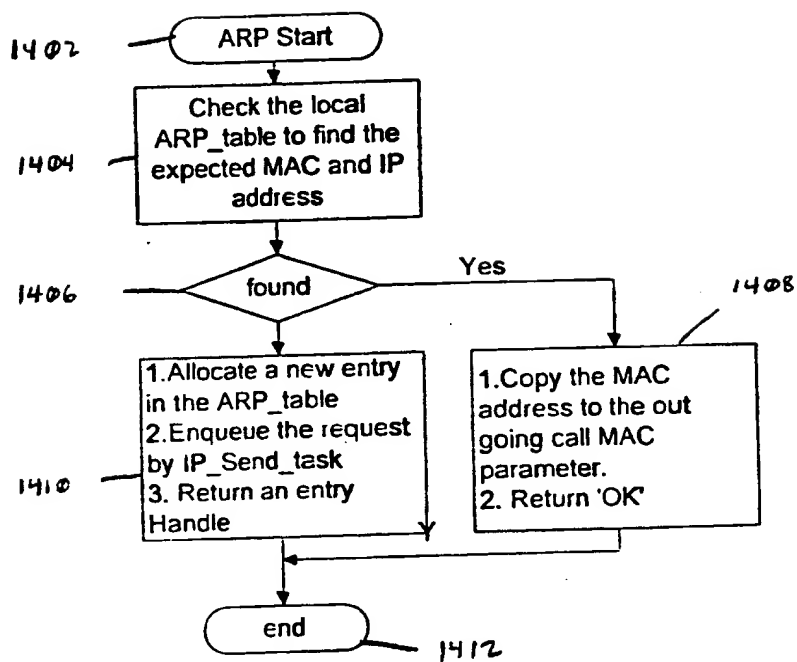 1402
ARP Start
Check the local
ARP_table to find the
expected MAC and IP
address
1404
Yes
1406
found
1408
1.Allocate a new entry
in the ARP_table
2.Enqueue the request
by IP_Send_task
3. Return an entry
Handle
1410
1.Copy the MAC
address to the out
going call MAC
parameter.
2. Return 'OK'
end
1412